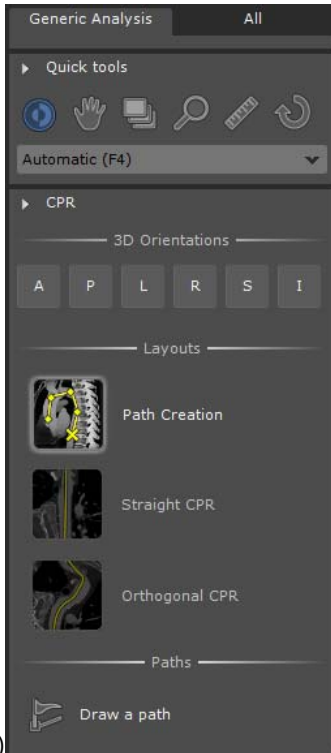 Generic Analysis All
Quick tools
Automatic (F4)
CPR
3D Orientations
A P L R S I
Layouts
Path Creation
Straight CPR
Orthogonal CPR
Paths
Draw a path
)